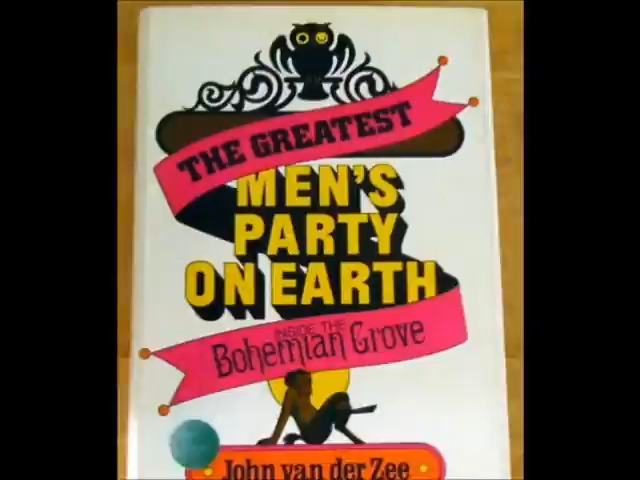 THE GREATEST
MEN'S
PARTY
ON EARTH
INSIDE THE
Bohemian Grove
John van der Zee